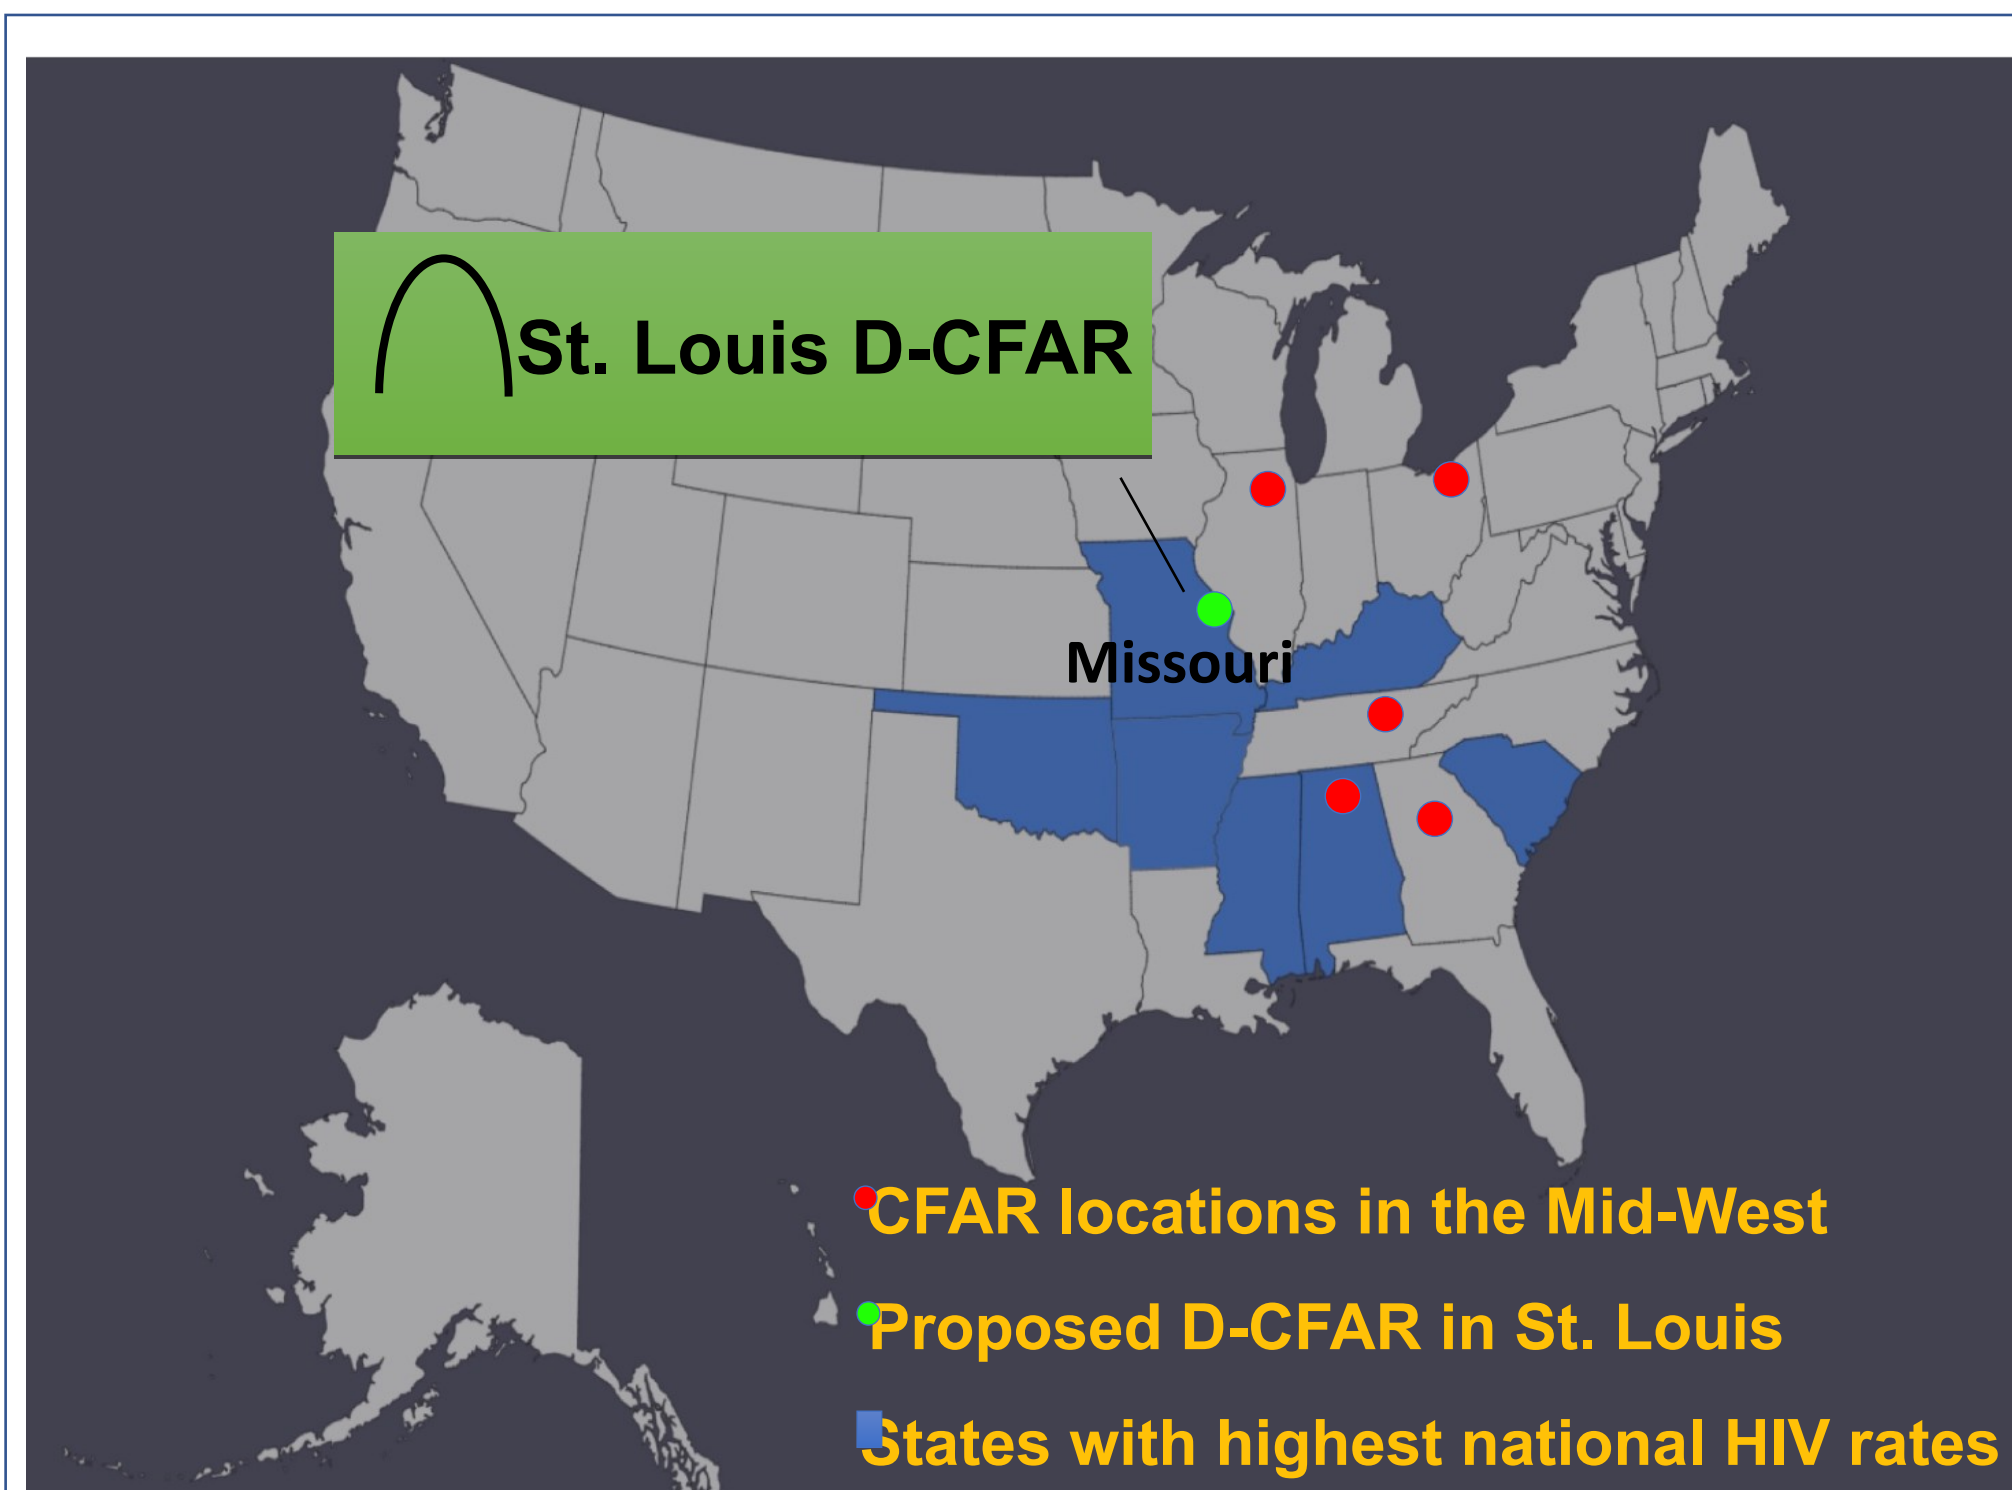 St. Louis D-CFAR
Missouri
CFAR locations in the Mid-West
Proposed D-CFAR in St. Louis
States with highest national HIV rates